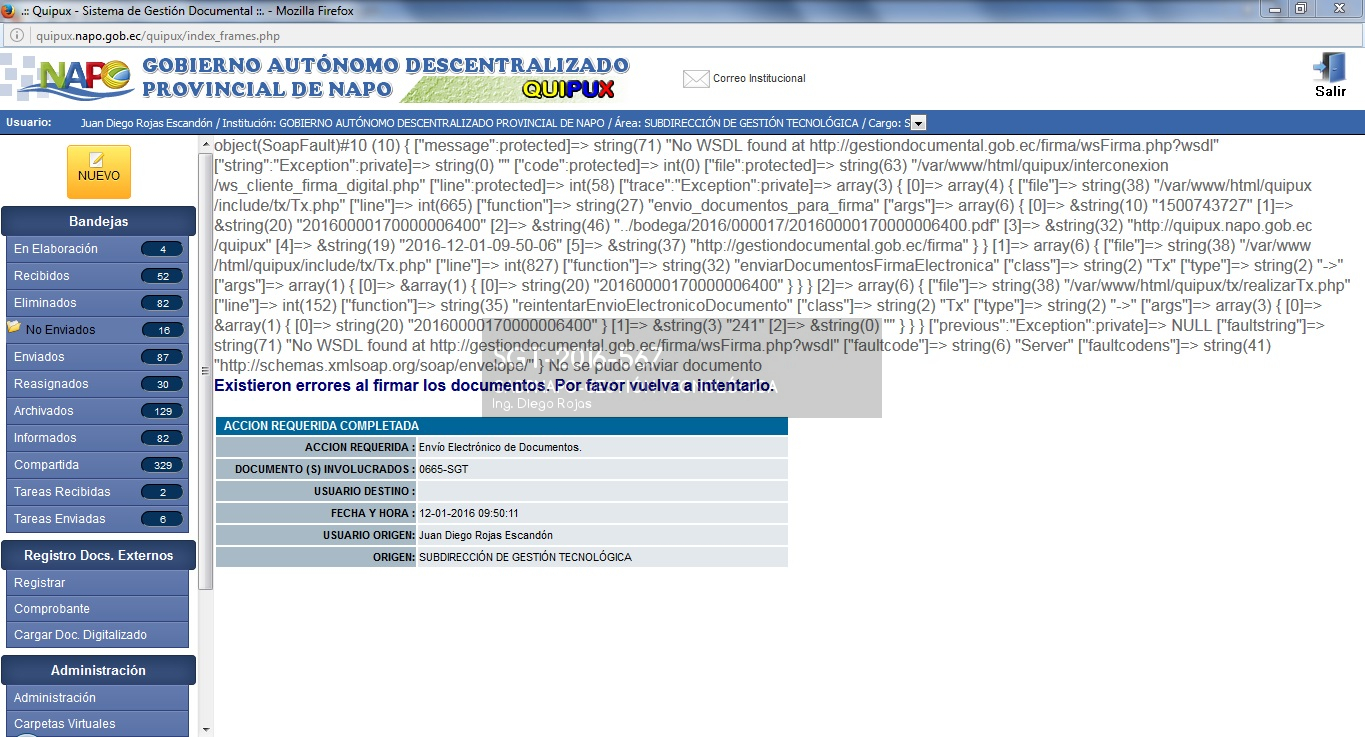 .:: Quipux - Sistema de Gestión Documental ::. - Mozilla Firefox
quipux.napo.gob.ec/quipux/index_frames.php
NAPO
GOBIERNO AUTÓNOMO DESCENTRALIZADO
PROVINCIAL DE NAPO
QUIPUX
Correo Institucional
Salir
Usuario: Juan Diego Rojas Escandón / Institución: GOBIERNO AUTÓNOMO DESCENTRALIZADO PROVINCIAL DE NAPO / Área: SUBDIRECCIÓN DE GESTIÓN TECNOLÓGICA / Cargo: S
NUEVO
Bandejas
En Elaboración 4
Recibidos 52
Eliminados 82
No Enviados 16
Enviados 87
Reasignados 30
Archivados 129
Informados 82
Compartida 329
Tareas Recibidas 2
Tareas Enviadas 6
Registro Docs. Externos
Registrar
Comprobante
Cargar Doc. Digitalizado
Administración
Administración
Carpetas Virtuales
object(SoapFault)#10 (10) { ["message":protected]=> string(71) "No WSDL found at http://gestiondocumental.gob.ec/firma/wsFirma.php?wsdl"
["string":"Exception":private]=> string(0) "" ["code":protected]=> int(0) ["file":protected]=> string(63) "/var/www/html/quipux/interconexion
/ws_cliente_firma_digital.php" ["line":protected]=> int(58) ["trace":"Exception":private]=> array(3) { [0]=> array(4) { ["file"]=> string(38) "/var/www/html/quipux
/include/tx/Tx.php" ["line"]=> int(665) ["function"]=> string(27) "envio_documentos_para_firma" ["args"]=> array(6) { [0]=> &string(10) "1500743727" [1]=>
&string(20) "20160000170000006400" [2]=> &string(46) "../bodega/2016/000017/20160000170000006400.pdf" [3]=> &string(32) "http://quipux.napo.gob.ec
/quipux" [4]=> &string(19) "2016-12-01-09-50-06" [5]=> &string(37) "http://gestiondocumental.gob.ec/firma" } } [1]=> array(6) { ["file"]=> string(38) "/var/www
/html/quipux/include/tx/Tx.php" ["line"]=> int(827) ["function"]=> string(32) "enviarDocumentosFirmaElectronica" ["class"]=> string(2) "Tx" ["type"]=> string(2) "->"
["args"]=> array(1) { [0]=> &array(1) { [0]=> string(20) "20160000170000006400" } } } [2]=> array(6) { ["file"]=> string(38) "/var/www/html/quipux/tx/realizarTx.php"
["line"]=> int(152) ["function"]=> string(35) "reintentarEnvioElectronicoDocumento" ["class"]=> string(2) "Tx" ["type"]=> string(2) "->" ["args"]=> array(3) { [0]=>
&array(1) { [0]=> string(20) "20160000170000006400" } [1]=> &string(3) "241" [2]=> &string(0) "" } } } ["previous":"Exception":private]=> NULL ["faultstring"]=>
string(71) "No WSDL found at http://gestiondocumental.gob.ec/firma/wsFirma.php?wsdl" ["faultcode"]=> string(6) "Server" ["faultcodens"]=> string(41)
"http://schemas.xmlsoap.org/soap/envelope/" } No se pudo enviar documento
Existieron errores al firmar los documentos. Por favor vuelva a intentarlo.
SGT-2016-567
Ing. Diego Rojas
ACCION REQUERIDA COMPLETADA
ACCION REQUERIDA : Envío Electrónico de Documentos.
DOCUMENTO (S) INVOLUCRADOS : 0665-SGT
USUARIO DESTINO :
FECHA Y HORA : 12-01-2016 09:50:11
USUARIO ORIGEN: Juan Diego Rojas Escandón
ORIGEN: SUBDIRECCIÓN DE GESTIÓN TECNOLÓGICA